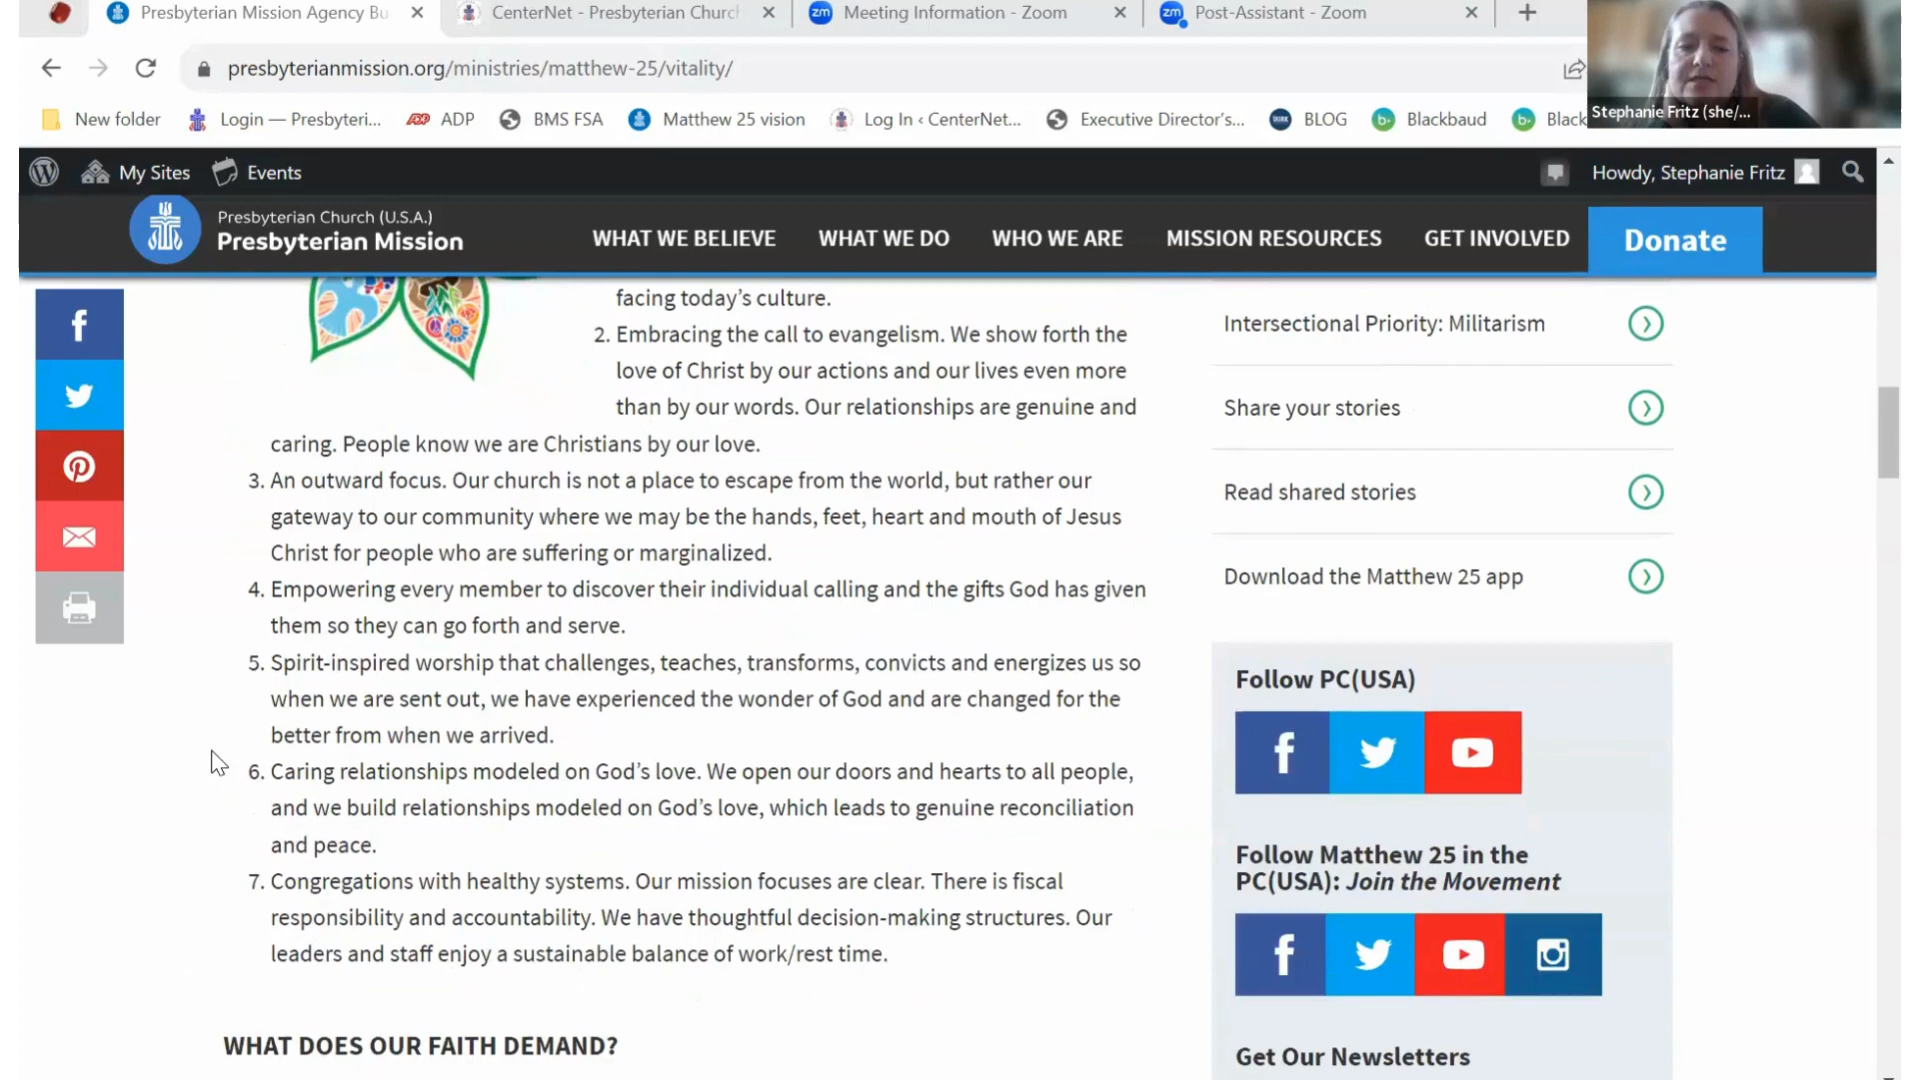 Presbyterian Mission Agency Bu
CenterNet - Presbyterian Church
zm Meeting Information - Zoom
zm Post-Assistant - Zoom
presbyterianmission.org/ministries/matthew-25/vitality/
New folder
Login — Presbyteri...
ADP ADP
BMS FSA
Matthew 25 vision
Log In ‹ CenterNet...
Executive Director's...
BLOG
b Blackbaud
b Black
Stephanie Fritz (she/...
My Sites
Events
Howdy, Stephanie Fritz
Presbyterian Church (U.S.A.)
Presbyterian Mission
WHAT WE BELIEVE
WHAT WE DO
WHO WE ARE
MISSION RESOURCES
GET INVOLVED
Donate
facing today's culture.
2. Embracing the call to evangelism. We show forth the
love of Christ by our actions and our lives even more
than by our words. Our relationships are genuine and
caring. People know we are Christians by our love.
3. An outward focus. Our church is not a place to escape from the world, but rather our
gateway to our community where we may be the hands, feet, heart and mouth of Jesus
Christ for people who are suffering or marginalized.
4. Empowering every member to discover their individual calling and the gifts God has given
them so they can go forth and serve.
5. Spirit-inspired worship that challenges, teaches, transforms, convicts and energizes us so
when we are sent out, we have experienced the wonder of God and are changed for the
better from when we arrived.
6. Caring relationships modeled on God's love. We open our doors and hearts to all people,
and we build relationships modeled on God's love, which leads to genuine reconciliation
and peace.
7. Congregations with healthy systems. Our mission focuses are clear. There is fiscal
responsibility and accountability. We have thoughtful decision-making structures. Our
leaders and staff enjoy a sustainable balance of work/rest time.
WHAT DOES OUR FAITH DEMAND?
Intersectional Priority: Militarism
Share your stories
Read shared stories
Download the Matthew 25 app
Follow PC(USA)
Follow Matthew 25 in the
PC(USA): Join the Movement
Get Our Newsletters